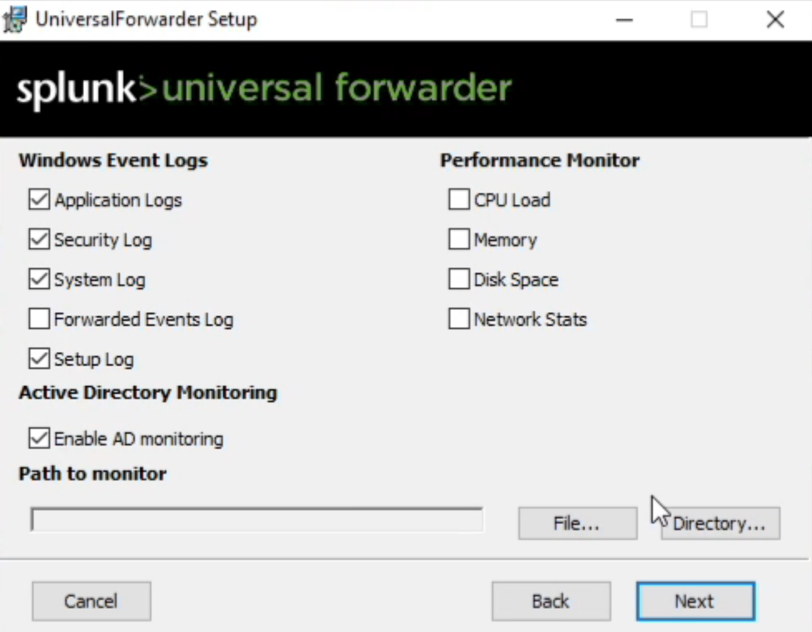 UniversalForwarder Setup
splunk>universal forwarder
Windows Event Logs
Application Logs
Security Log
System Log
Forwarded Events Log
Setup Log
Performance Monitor
CPU Load
Memory
Disk Space
Network Stats
Active Directory Monitoring
Enable AD monitoring
Path to monitor
File...
Directory...
Cancel
Back
Next